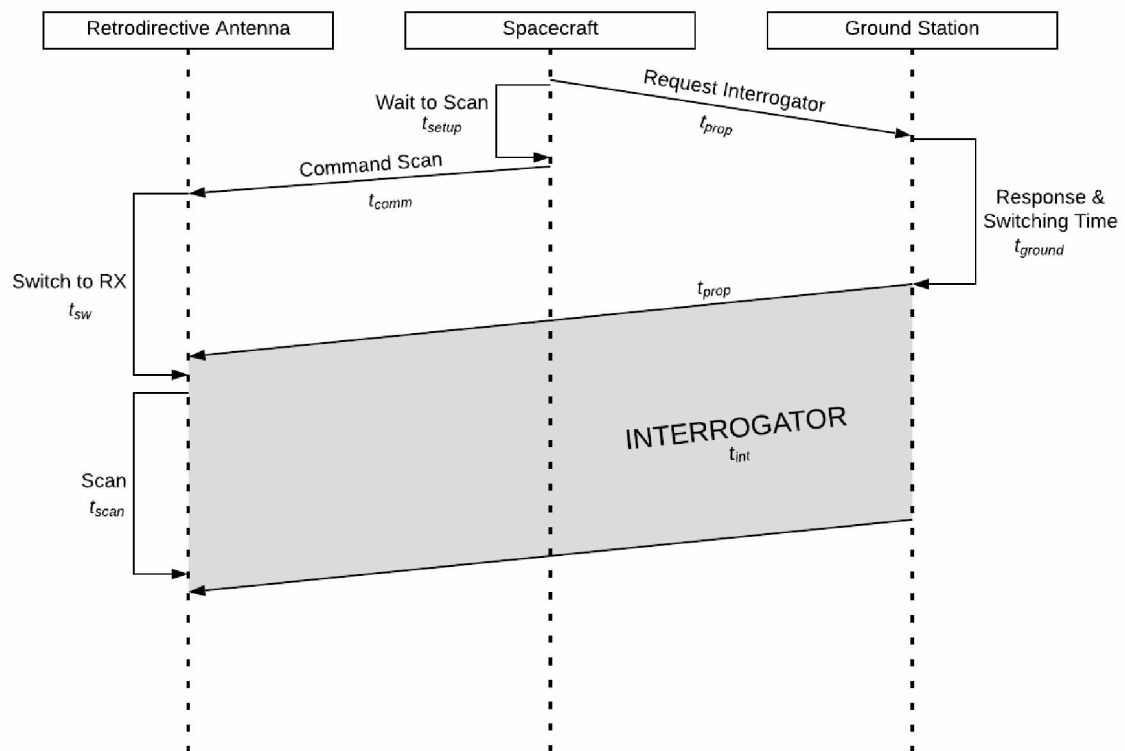 Retrodirective Antenna
Spacecraft
Ground Station
Request Interrogator
t_prop
Wait to Scan
t_setup
Command Scan
t_comm
Response &
Switching Time
t_ground
Switch to RX
t_sw
t_prop
INTERROGATOR
t_int
Scan
t_scan